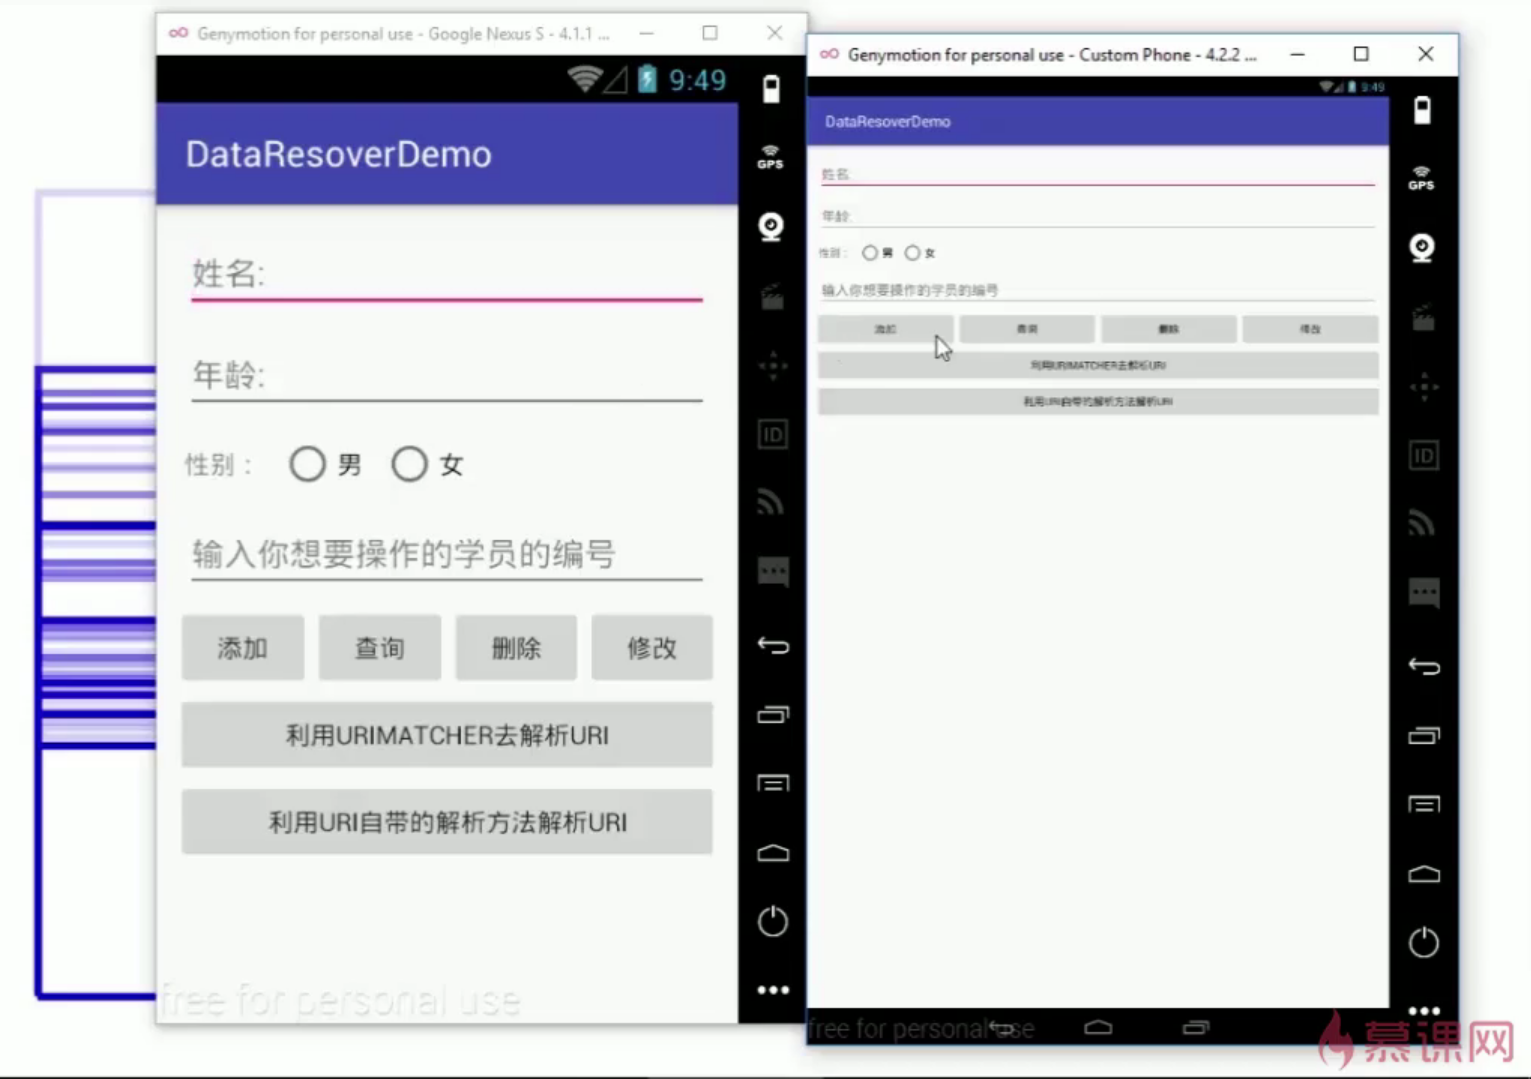 Genymotion for personal use - Google Nexus S - 4.1.1 ...
9:49
DataResoverDemo
GPS
姓名:
年龄:
性别：
男
女
ID
输入你想要操作的学员的编号
添加
查询
删除
修改
利用URIMATCHER去解析URI
利用URI自带的解析方法解析URI
free for personal use
Genymotion for personal use - Custom Phone - 4.2.2 ...
9:49
DataResoverDemo
GPS
姓名:
年龄:
性别：
男
女
输入你想要操作的学员的编号
添加
查询
删除
修改
利用URIMATCHER去解析URI
利用URI自带的解析方法解析URI
ID
free for personal use
慕课网